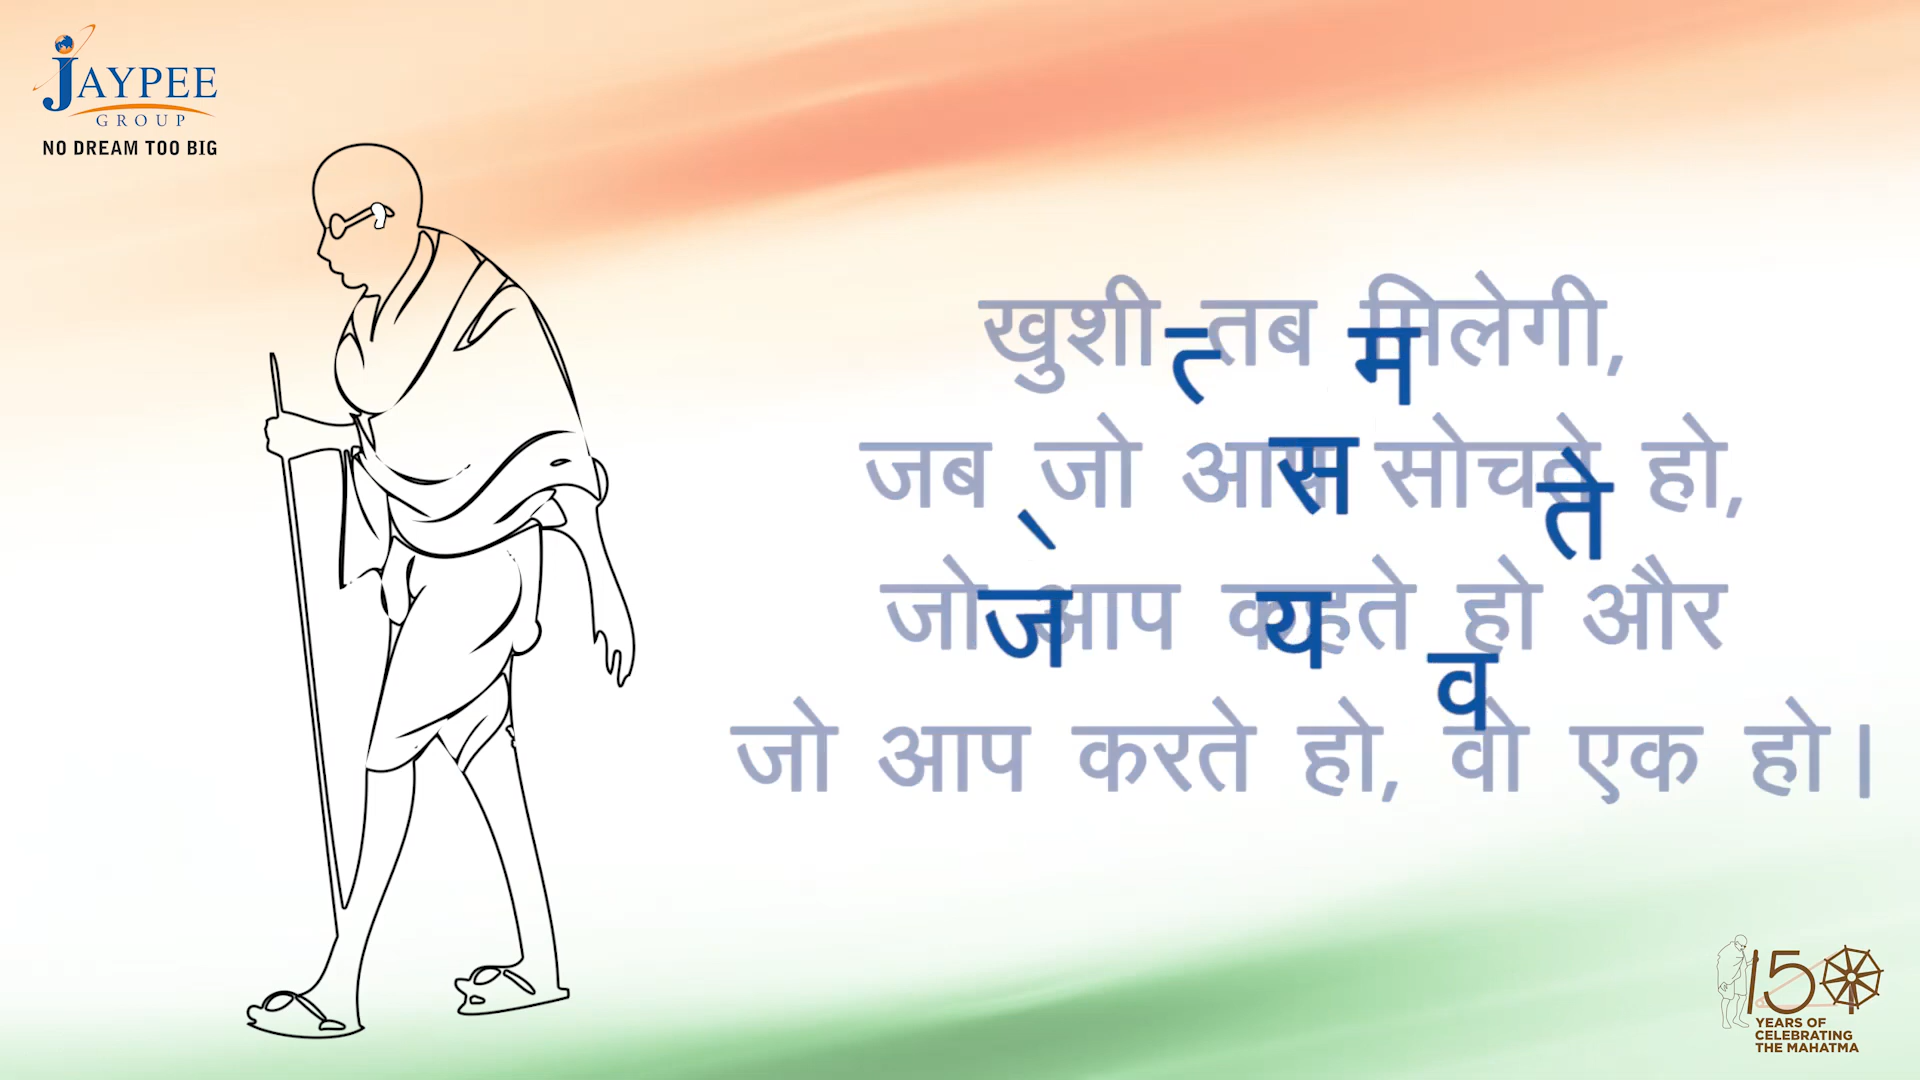 JAYPEE
GROUP
NO DREAM TOO BIG
खुशी तब मिलेगी,
जब जो आप सोचते हो,
जो आप कहते हो और
जो आप करते हो, वो एक हो।
त म
स ते
जे य
व
150
YEARS OF
CELEBRATING
THE MAHATMA